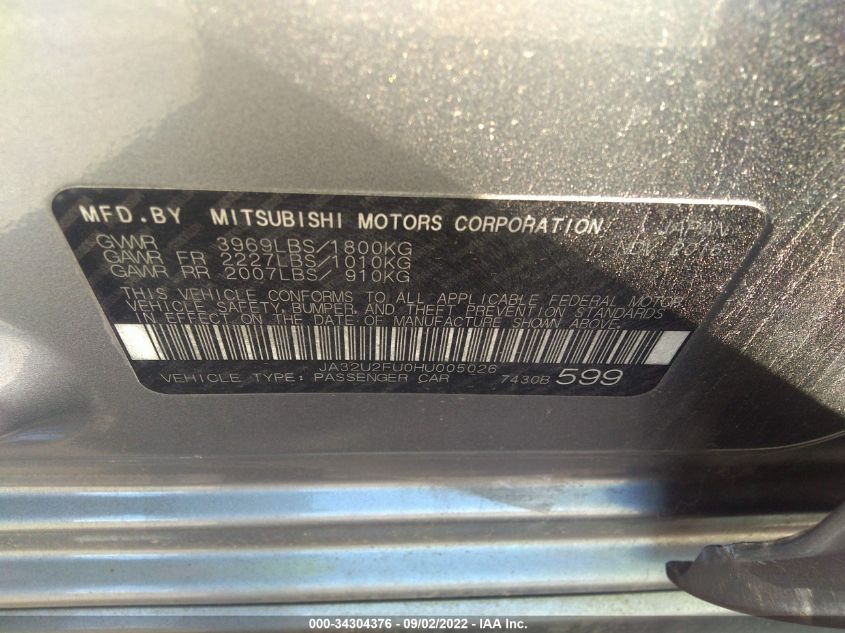 MFD.BY MITSUBISHI MOTORS CORPORATION JAPAN
GVWR 3969LBS/1800KG NOV. 2016
GAWR FR 2227LBS/1010KG
GAWR RR 2007LBS/ 910KG
THIS VEHICLE CONFORMS TO ALL APPLICABLE FEDERAL MOTOR
VEHICLE SAFETY, BUMPER, AND THEFT PREVENTION STANDARDS
IN EFFECT ON THE DATE OF MANUFACTURE SHOWN ABOVE.
JA32U2FU0HU005026
VEHICLE TYPE: PASSENGER CAR 7430B 599
000-34304376 - 09/02/2022 - IAA Inc.